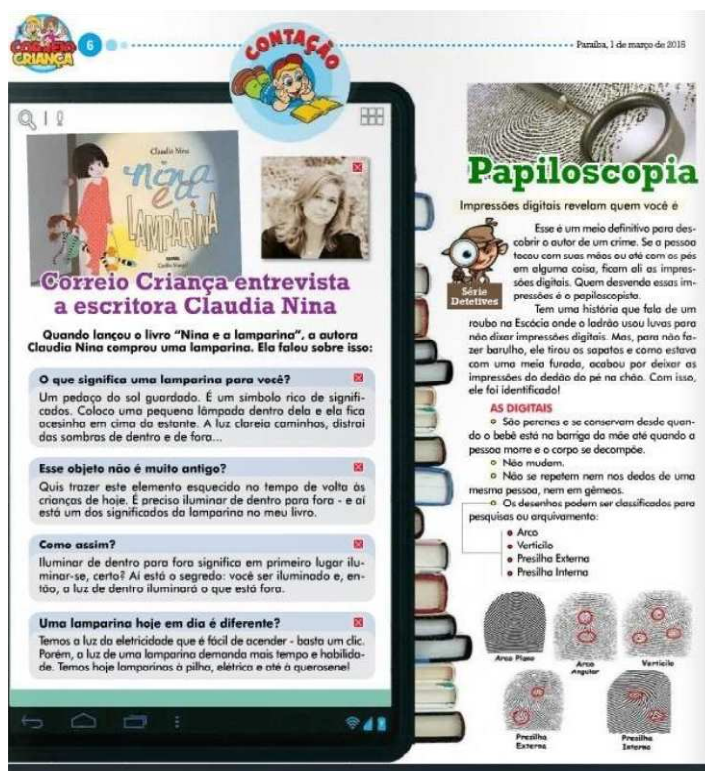 CORREIO
CRIANÇA
6
CONTAÇÃO
Paraíba, 1 de março de 2015
Claudia Nina
nina
e a
LAMPARINA
Correio Criança entrevista
a escritora Claudia Nina
Quando lançou o livro “Nina e a lamparina”, a autora
Claudia Nina comprou uma lamparina. Ela falou sobre isso:
O que significa uma lamparina para você?
Um pedaço do sol guardado. É um símbolo rico de signifi-
cados. Coloco uma pequena lâmpada dentro dela e ela fica
acesinha em cima da estante. A luz clareia caminhos, distrai
das sombras de dentro e de fora...
Esse objeto não é muito antigo?
Quis trazer este elemento esquecido no tempo de volta às
crianças de hoje. É preciso iluminar de dentro para fora - e aí
está um dos significados da lamparina no meu livro.
Como assim?
Iluminar de dentro para fora significa em primeiro lugar ilu-
minar-se, certo? Aí está o segredo: você ser iluminado e, en-
tão, a luz de dentro iluminará o que está fora.
Uma lamparina hoje em dia é diferente?
Temos a luz da eletricidade que é fácil de acender - basta um clic.
Porém, a luz de uma lamparina demanda mais tempo e habilida-
de. Temos hoje lamparinas à pilha, elétrica e até à querosene!
Papiloscopia
Impressões digitais revelam quem você é
Série
Detetives
Esse é um meio definitivo para des-
cobrir o autor de um crime. Se a pessoa
tocou com suas mãos ou até com os pés
em alguma coisa, ficam ali as impres-
sões digitais. Quem desvenda essas im-
pressões é o papiloscopista.
Tem uma história que fala de um
roubo na Escócia onde o ladrão usou luvas para
não dixar impressões digitais. Mas, para não fa-
zer barulho, ele tirou os sapatos e como estava
com uma meia furada, acabou por deixar as
impressões do dedão do pé na chão. Com isso,
ele foi identificado!
AS DIGITAIS
São perenes e se conservam desde quan-
do o bebê está na barriga da mãe até quando a
pessoa morre e o corpo se decompõe.
Não mudam.
Não se repetem nem nos dedos de uma
mesma pessoa, nem em gêmeos.
Os desenhos podem ser classificados para
pesquisas ou arquivamento:
Arco
Verticilo
Presilha Externa
Presilha Interna
Arco Plano
Arco
Angular
Verticilo
Presilha
Externa
Presilha
Interna